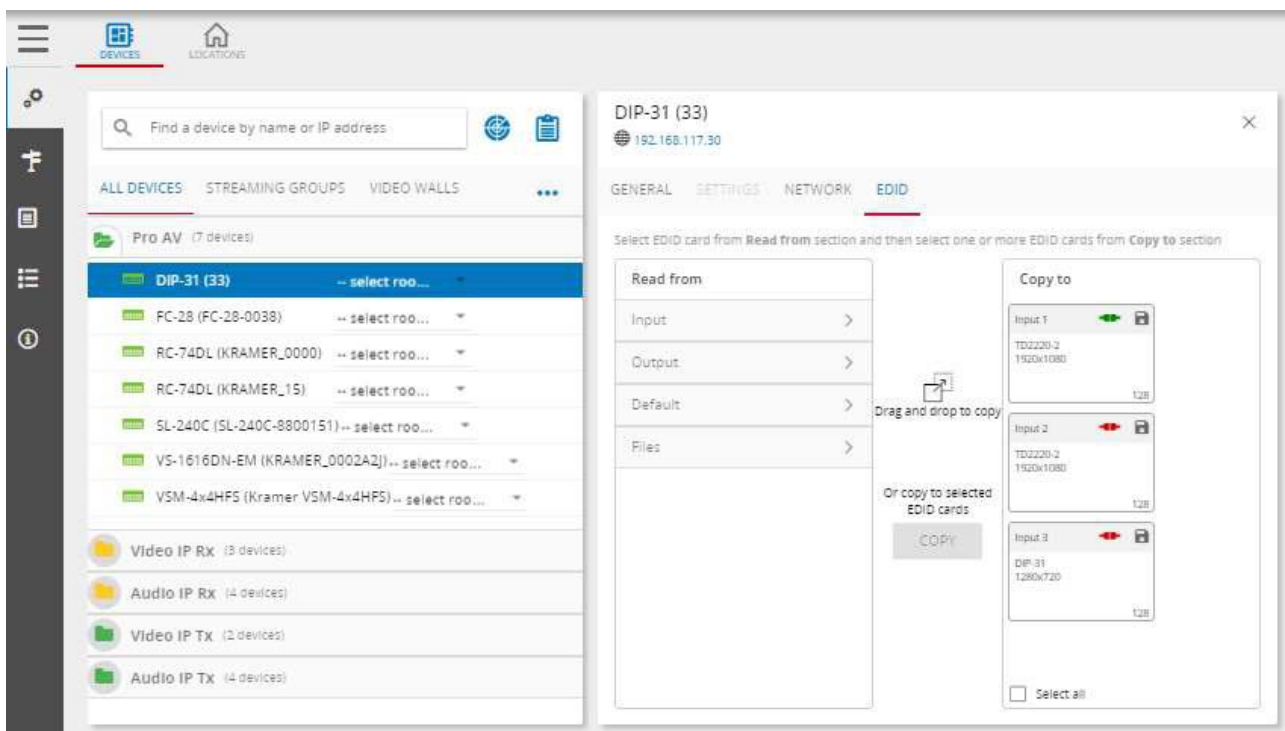 DEVICES
LOCATIONS
Find a device by name or IP address
ALL DEVICES STREAMING GROUPS VIDEO WALLS
Pro AV (7 devices)
DIP-31 (33) -- select roo...
FC-28 (FC-28-0038) -- select roo...
RC-74DL (KRAMER_0000) -- select roo...
RC-74DL (KRAMER_15) -- select roo...
SL-240C (SL-240C-8800151) -- select roo...
VS-1616DN-EM (KRAMER_0002A2J) -- select roo...
VSM-4x4HFS (Kramer VSM-4x4HFS) -- select roo...
Video IP Rx (3 devices)
Audio IP Rx (4 devices)
Video IP Tx (2 devices)
Audio IP Tx (4 devices)
DIP-31 (33)
192.168.117.30
GENERAL SETTINGS NETWORK EDID
Select EDID card from Read from section and then select one or more EDID cards from Copy to section
Read from
Input
Output
Default
Files
Drag and drop to copy
Or copy to selected
EDID cards
COPY
Copy to
Input 1
TD2220-2
1920x1080
128
Input 2
TD2220-2
1920x1080
128
Input 3
DIP-31
1280x720
128
Select all